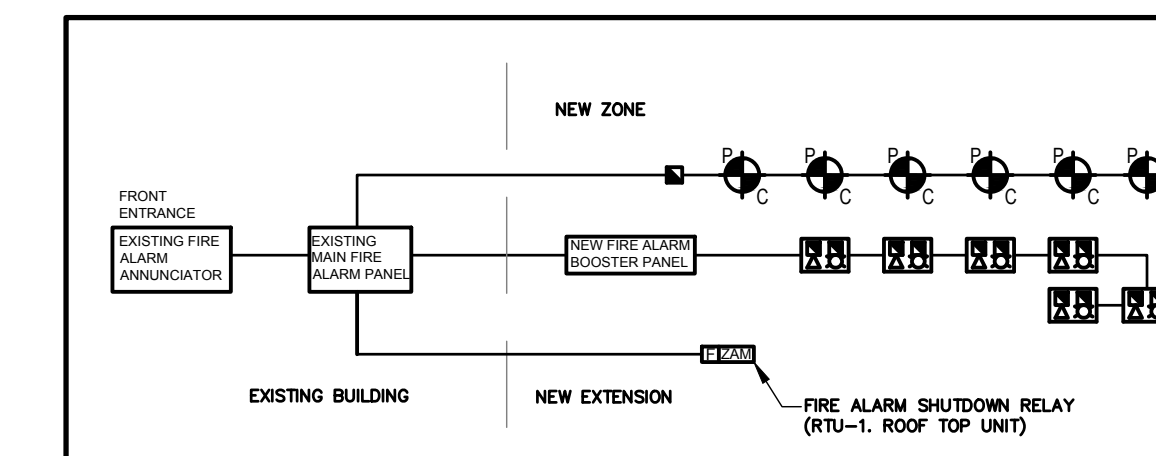 NEW ZONE
P P P P P P
C C C C C
FRONT
ENTRANCE
EXISTING FIRE
ALARM
ANNUNCIATOR
EXISTING
MAIN FIRE
ALARM PANEL
NEW FIRE ALARM
BOOSTER PANEL
F ZAM
EXISTING BUILDING
NEW EXTENSION
FIRE ALARM SHUTDOWN RELAY
(RTU-1. ROOF TOP UNIT)